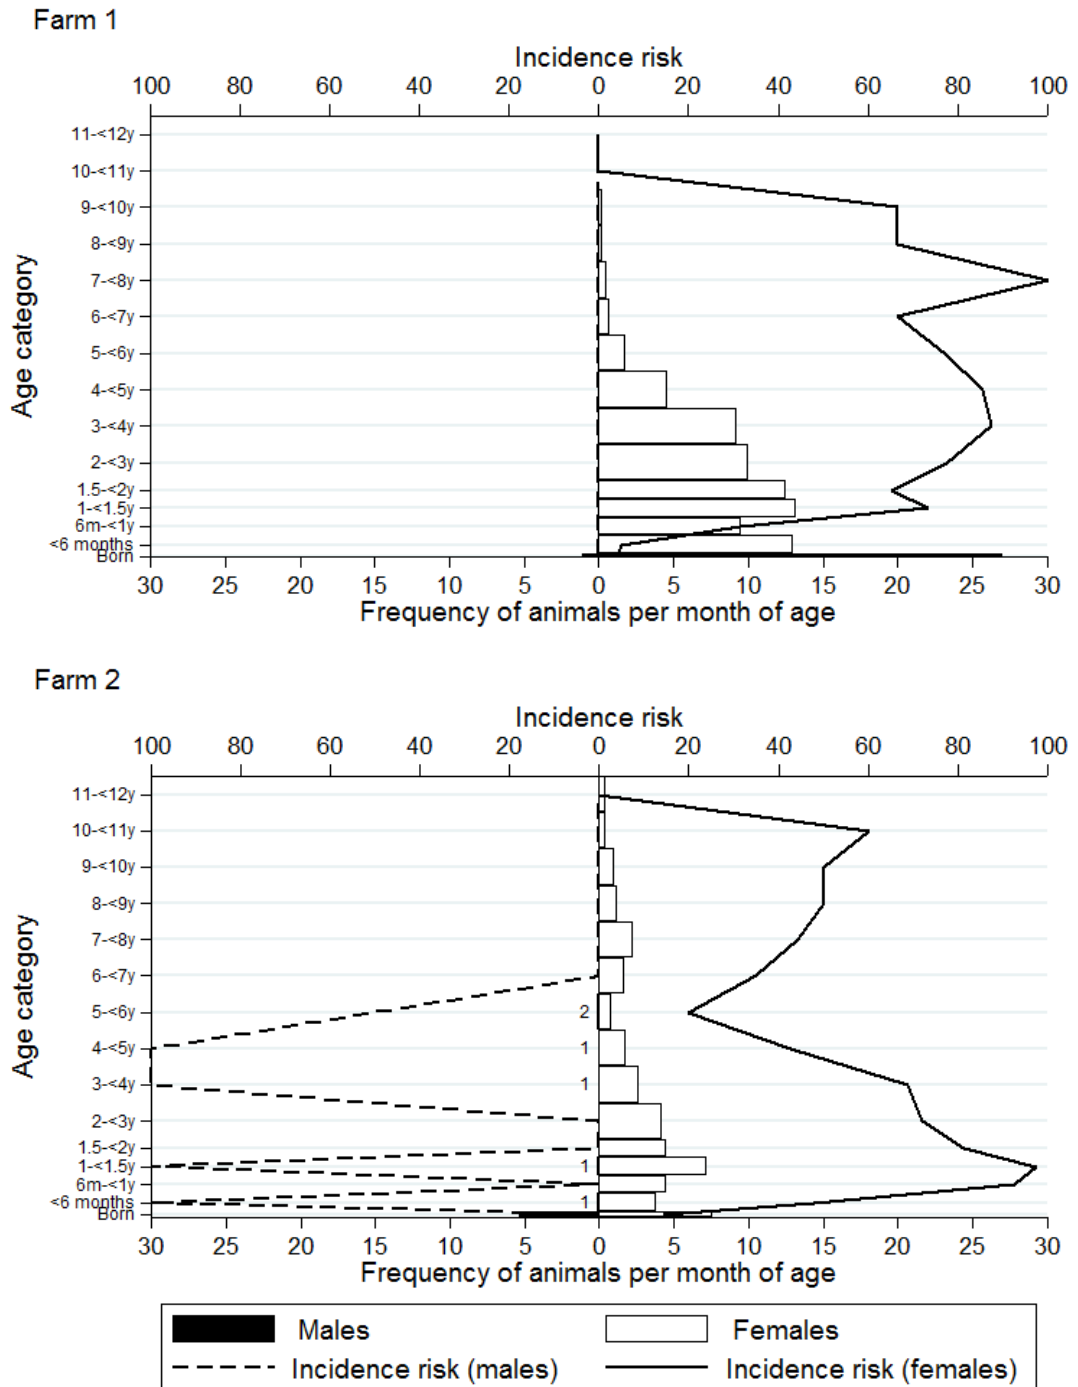 Farm 1
Incidence risk
100 80 60 40 20 0 20 40 60 80 100
Age category
11-<12y
10-<11y
9-<10y
8-<9y
7-<8y
6-<7y
5-<6y
4-<5y
3-<4y
2-<3y
1.5-<2y
1-<1.5y
6m-<1y
<6 months
Born
30 25 20 15 10 5 0 5 10 15 20 25 30
Frequency of animals per month of age
Farm 2
Incidence risk
100 80 60 40 20 0 20 40 60 80 100
Age category
11-<12y
10-<11y
9-<10y
8-<9y
7-<8y
6-<7y
5-<6y 2
4-<5y 1
3-<4y 1
2-<3y
1.5-<2y
1-<1.5y 1
6m-<1y
<6 months 1
Born
30 25 20 15 10 5 0 5 10 15 20 25 30
Frequency of animals per month of age
Males Females
Incidence risk (males) Incidence risk (females)